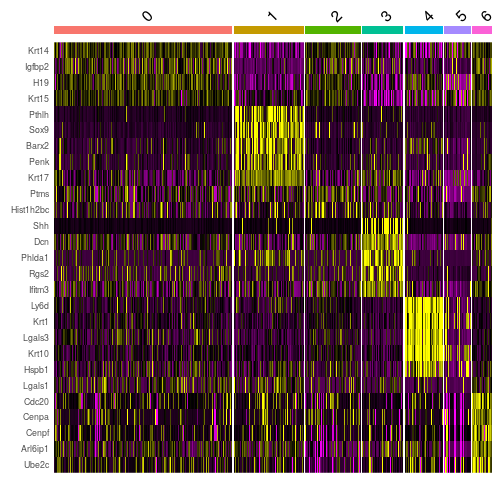 0 1 2 3 4 5 6
Krt14
Igfbp2
H19
Krt15
Pthlh
Sox9
Barx2
Penk
Krt17
Ptms
Hist1h2bc
Shh
Dcn
Phlda1
Rgs2
Ifitm3
Ly6d
Krt1
Lgals3
Krt10
Hspb1
Lgals1
Cdc20
Cenpa
Cenpf
Arl6ip1
Ube2c